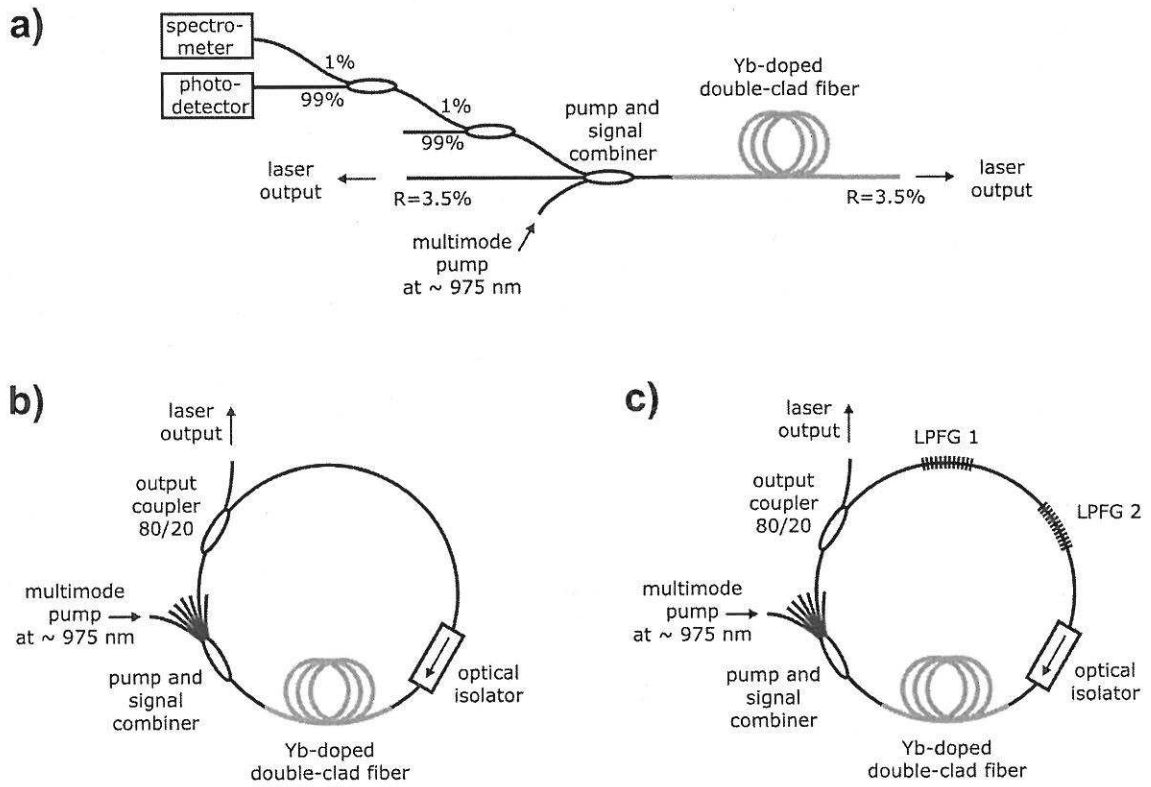 a)
spectro-
meter
photo-
detector
1%
99%
1%
99%
pump and
signal
combiner
Yb-doped
double-clad fiber
laser
output
R=3.5%
R=3.5%
laser
output
multimode
pump
at ~ 975 nm
b)
laser
output
output
coupler
80/20
multimode
pump
at ~ 975 nm
pump and
signal
combiner
optical
isolator
Yb-doped
double-clad fiber
c)
laser
output
LPFG 1
LPFG 2
output
coupler
80/20
multimode
pump
at ~ 975 nm
pump and
signal
combiner
optical
isolator
Yb-doped
double-clad fiber